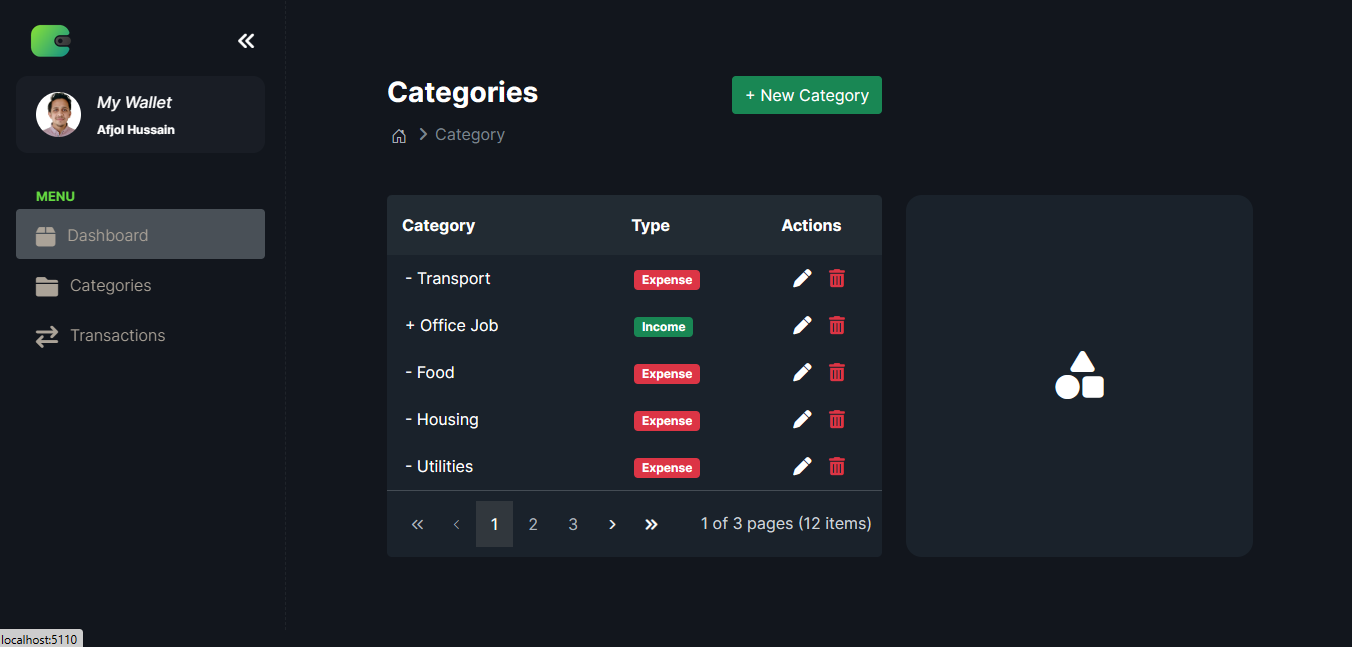 My Wallet
Afjol Hussain
MENU
Dashboard
Categories
Transactions
Categories
+ New Category
Category
Category Type Actions
- Transport Expense
+ Office Job Income
- Food Expense
- Housing Expense
- Utilities Expense
« ‹ 1 2 3 › » 1 of 3 pages (12 items)
localhost:5110